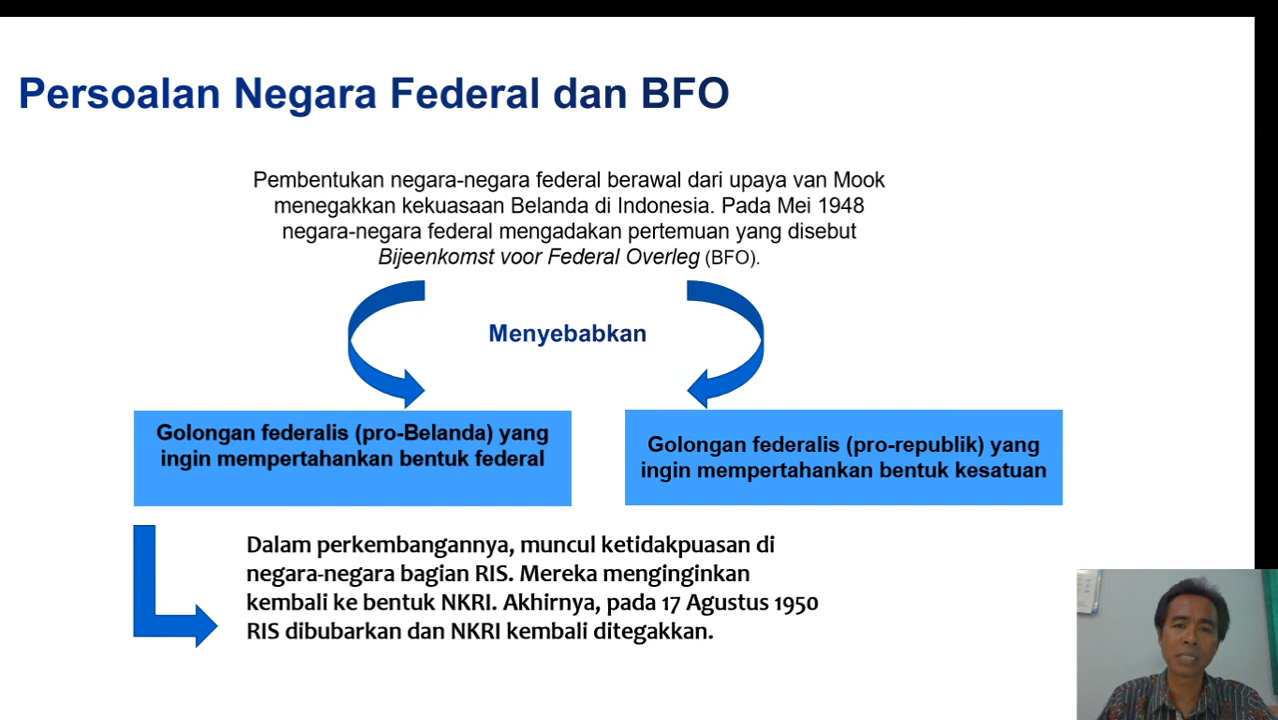 Persoalan Negara Federal dan BFO
Pembentukan negara-negara federal berawal dari upaya van Mook
menegakkan kekuasaan Belanda di Indonesia. Pada Mei 1948
negara-negara federal mengadakan pertemuan yang disebut
Bijeenkomst voor Federal Overleg (BFO).
Menyebabkan
Golongan federalis (pro-Belanda) yang
ingin mempertahankan bentuk federal
Golongan federalis (pro-republik) yang
ingin mempertahankan bentuk kesatuan
Dalam perkembangannya, muncul ketidakpuasan di
negara-negara bagian RIS. Mereka menginginkan
kembali ke bentuk NKRI. Akhirnya, pada 17 Agustus 1950
RIS dibubarkan dan NKRI kembali ditegakkan.